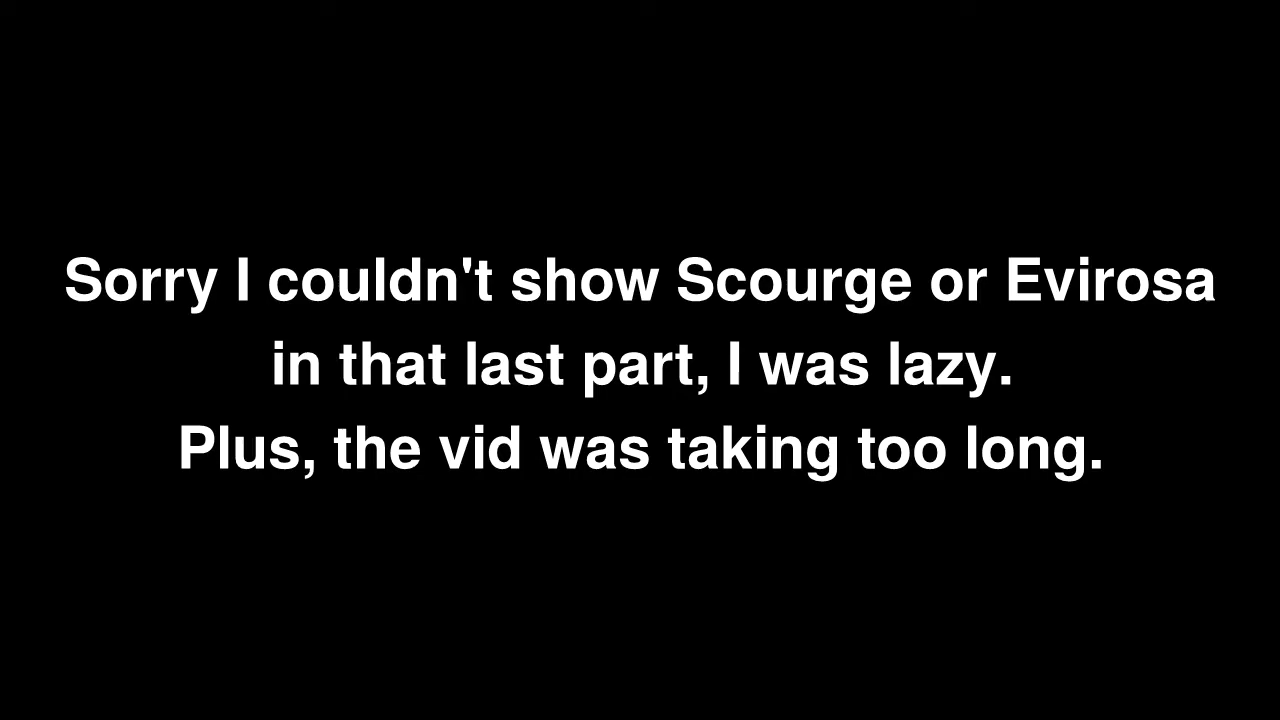 Sorry I couldn't show Scourge or Evirosa
in that last part, I was lazy.
Plus, the vid was taking too long.